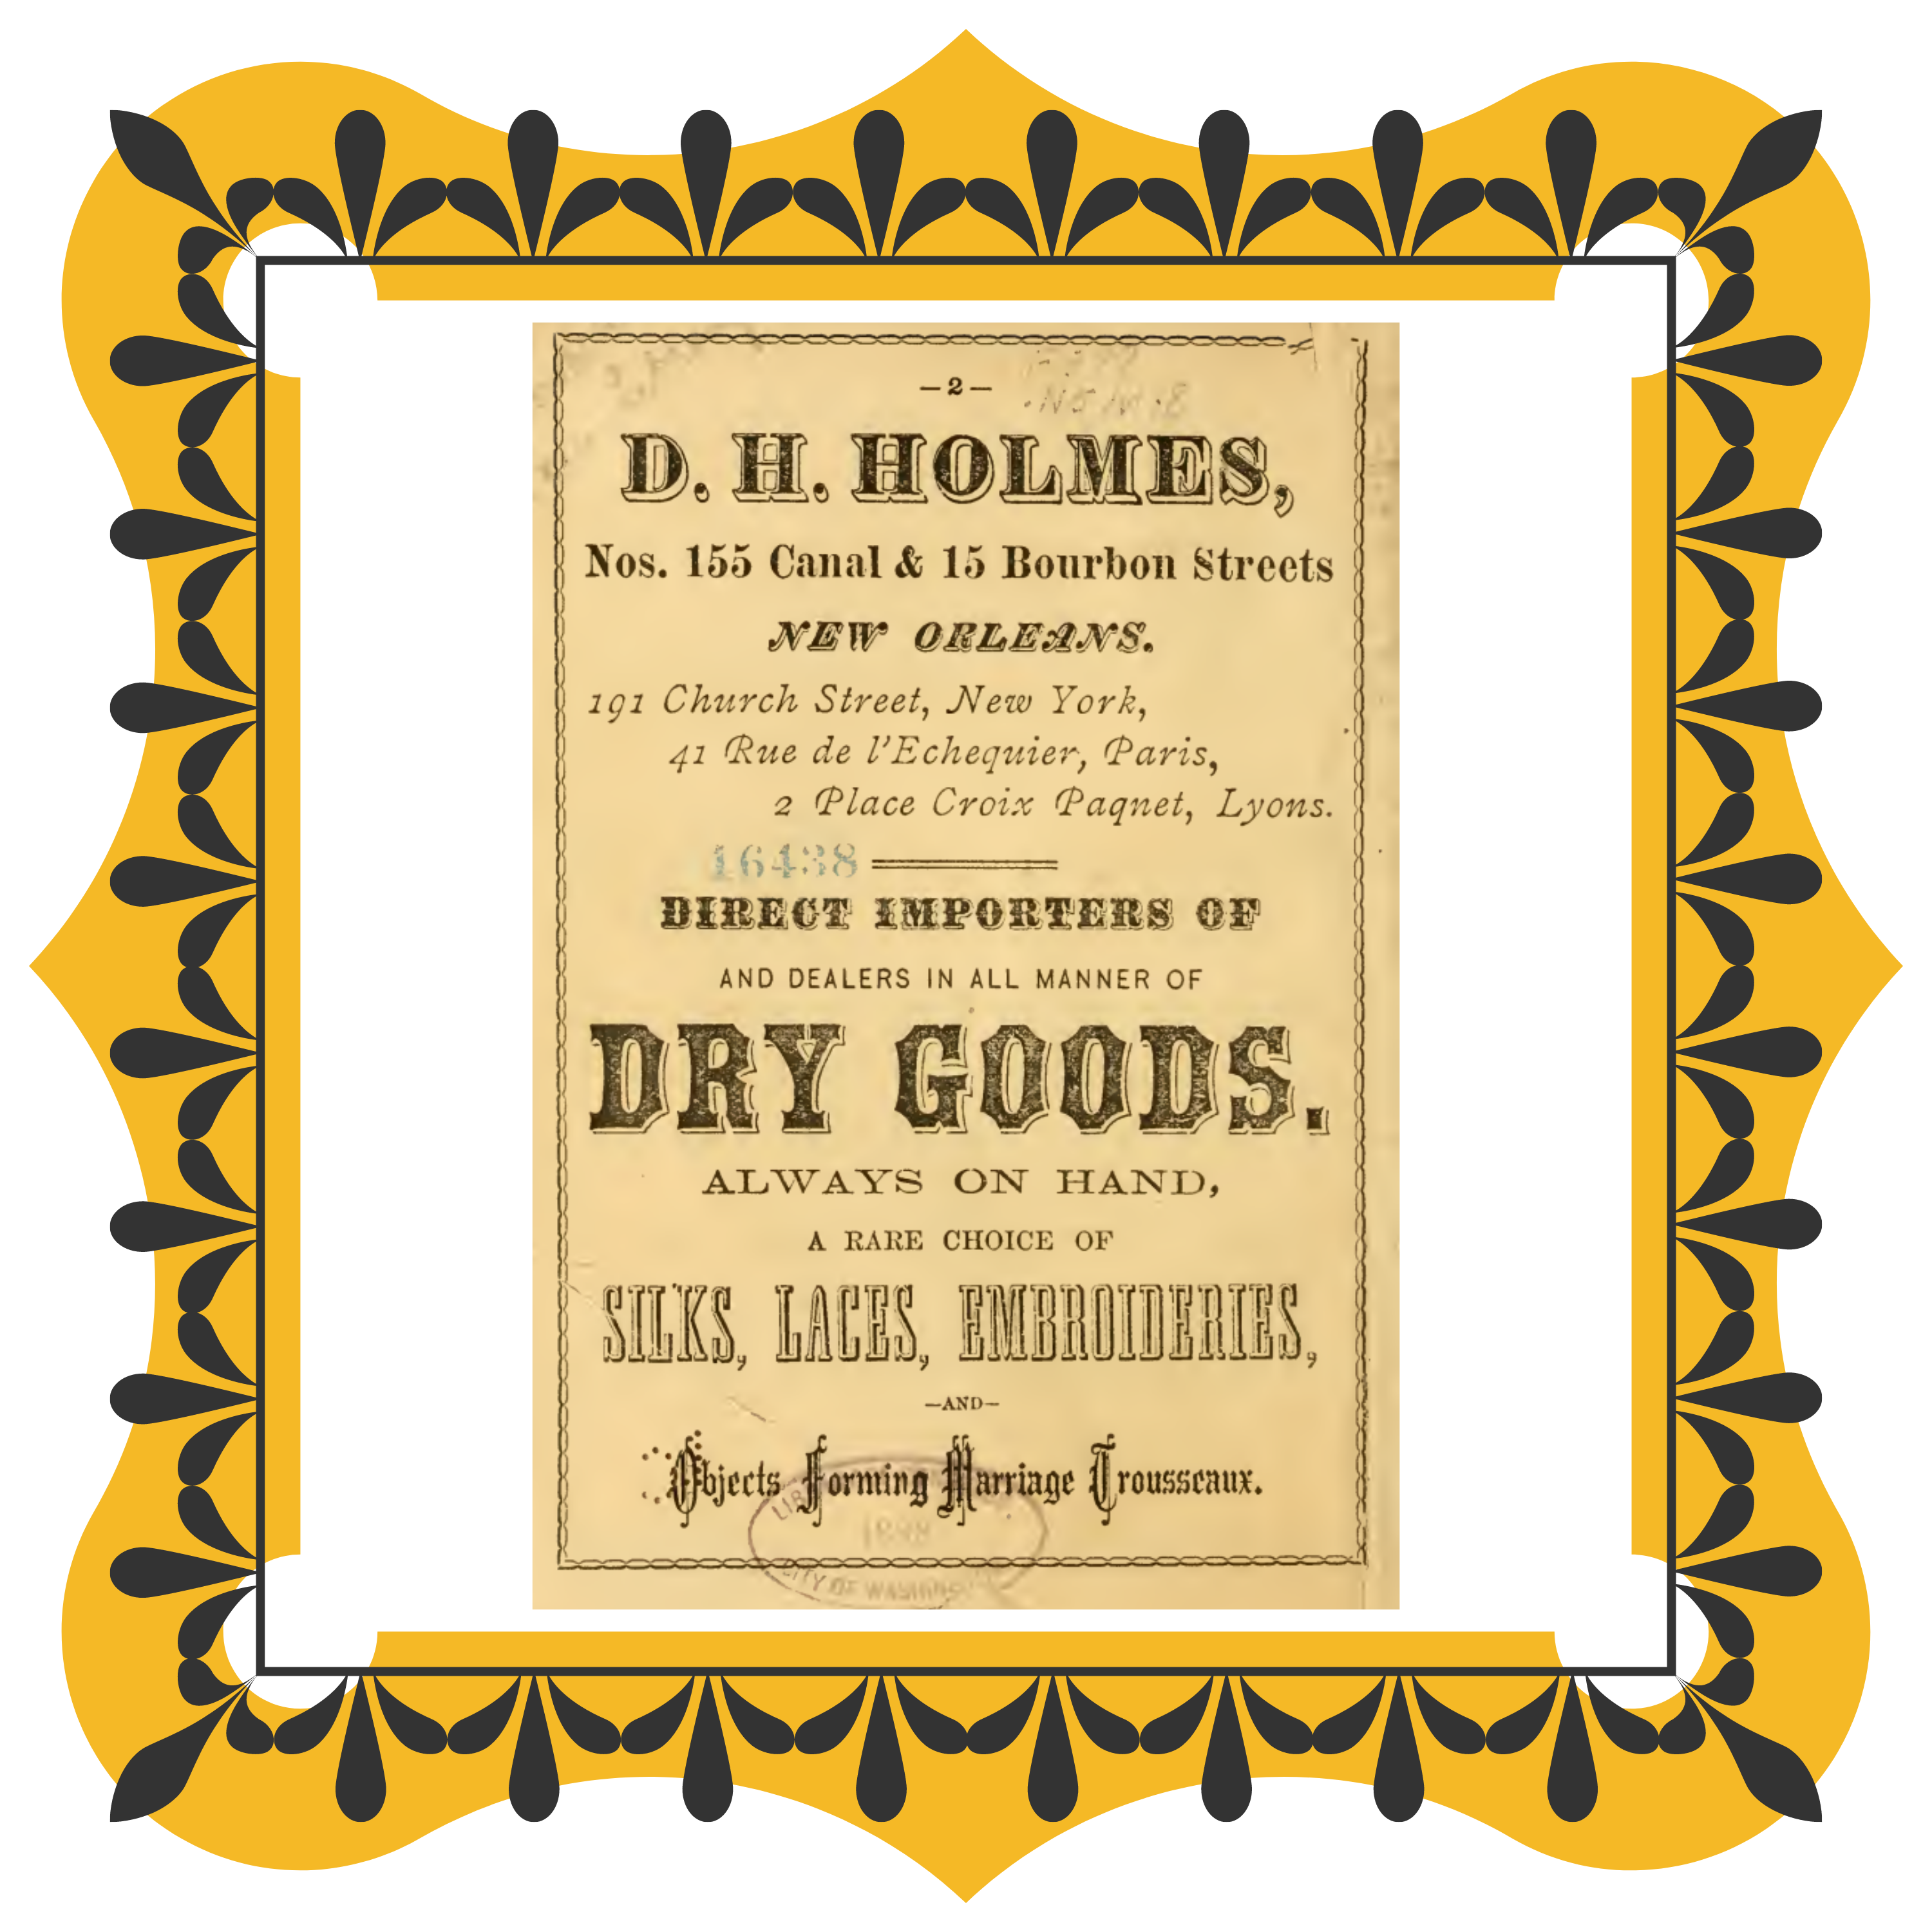 —2—
D. H. HOLMES,
Nos. 155 Canal & 15 Bourbon Streets
NEW ORLEANS.
191 Church Street, New York,
41 Rue de l'Echequier, Paris,
2 Place Croix Paqnet, Lyons.
16438
DIRECT IMPORTERS OF
AND DEALERS IN ALL MANNER OF
DRY GOODS.
ALWAYS ON HAND,
A RARE CHOICE OF
SILKS, LACES, EMBROIDERIES,
—AND—
Objects Forming Marriage Trousseaux.
CITY OF